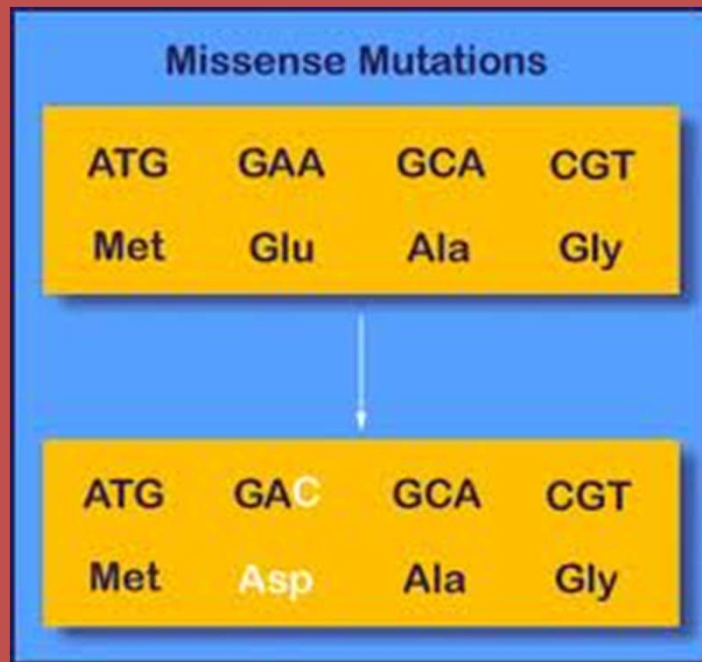 Missense Mutations
ATG GAA GCA CGT
Met Glu Ala Gly
ATG GAC GCA CGT
Met Asp Ala Gly